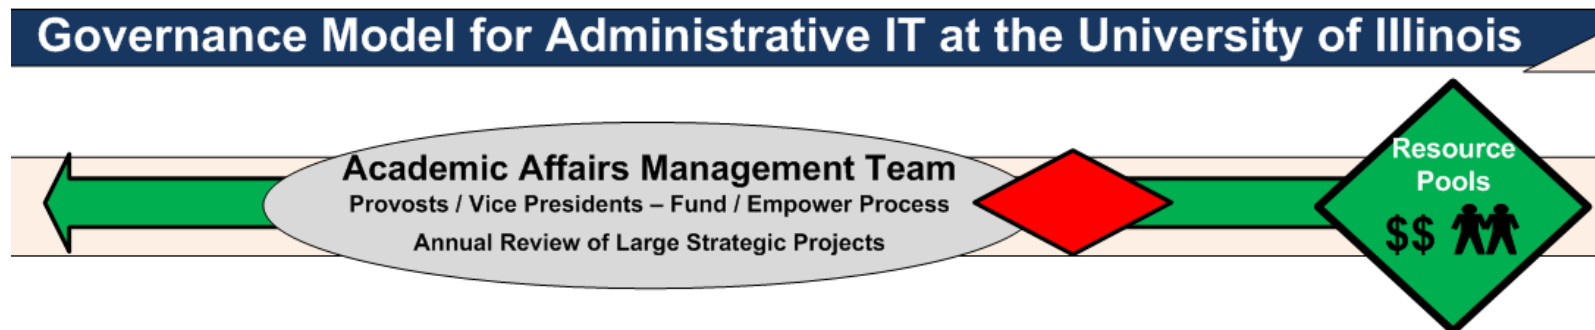 Governance Model for Administrative IT at the University of Illinois
Academic Affairs Management Team
Provosts / Vice Presidents – Fund / Empower Process
Annual Review of Large Strategic Projects
Resource
Pools
$$